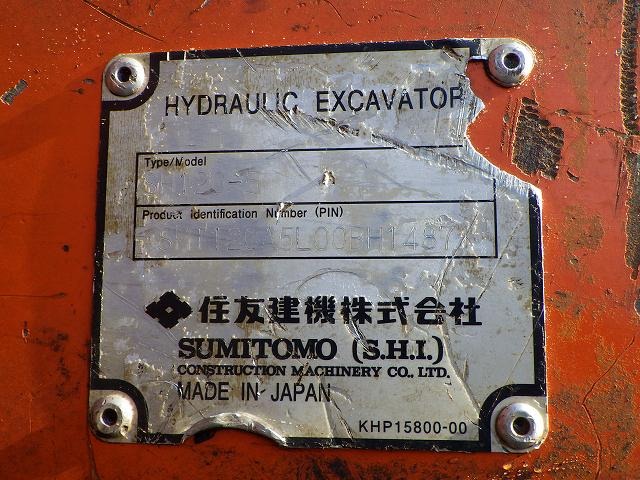 HYDRAULIC EXCAVATOR
Type/Model
Product Identification Number (PIN)
住友建機株式会社
SUMITOMO (S.H.I.)
CONSTRUCTION MACHINERY CO., LTD.
MADE IN JAPAN
KHP15800-00